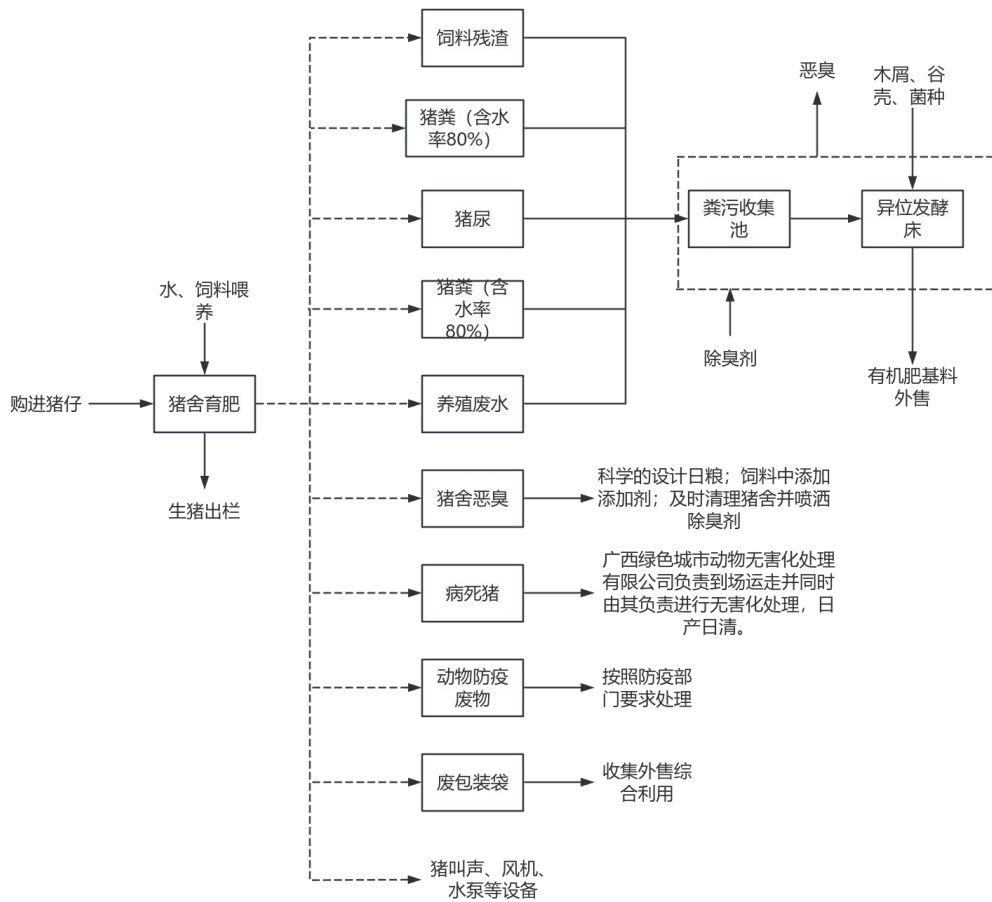 饲料残渣
猪粪（含水
率80%）
猪尿
猪粪（含
水率
80%）
养殖废水
猪舍恶臭
病死猪
动物防疫
废物
废包装袋
猪叫声、风机、
水泵等设备
水、饲料喂
养
购进猪仔
猪舍育肥
生猪出栏
恶臭
木屑、谷
壳、菌种
粪污收集
池
异位发酵
床
除臭剂
有机肥基料
外售
科学的设计日粮；饲料中添加
添加剂；及时清理猪舍并喷洒
除臭剂
广西绿色城市动物无害化处理
有限公司负责到场运走并同时
由其负责进行无害化处理，日
产日清。
按照防疫部
门要求处理
收集外售综
合利用